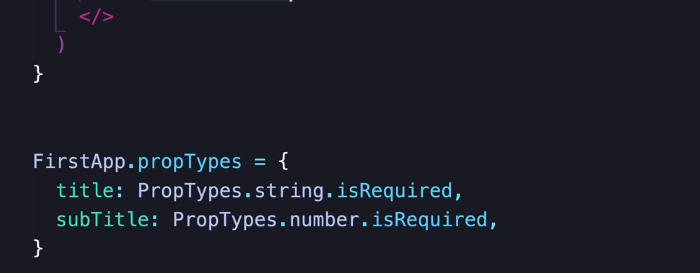 </>
)
}
FirstApp.propTypes = {
title: PropTypes.string.isRequired,
subTitle: PropTypes.number.isRequired,
}